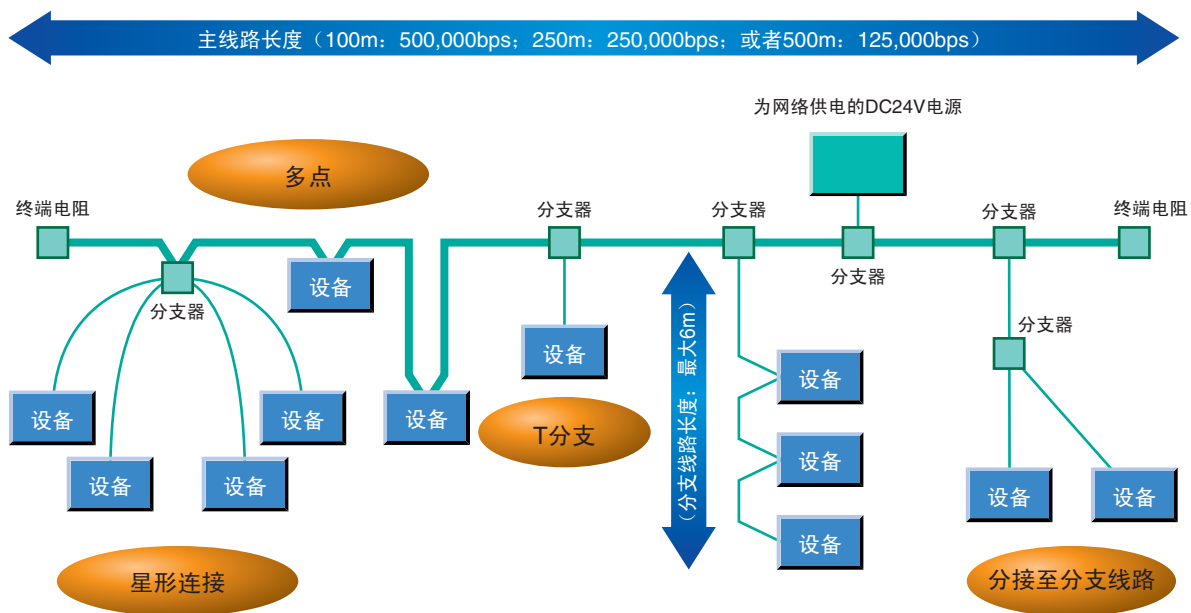 主线路长度（100m：500,000bps；250m：250,000bps；或者500m：125,000bps）
为网络供电的DC24V电源
多点
终端电阻
分支器
分支器
分支器
终端电阻
分支器
设备
分支器
分支器
设备
设备
设备
设备
设备
设备
T分支
（分支线路长度：最大6m）
设备
设备
设备
设备
设备
设备
星形连接
分接至分支线路